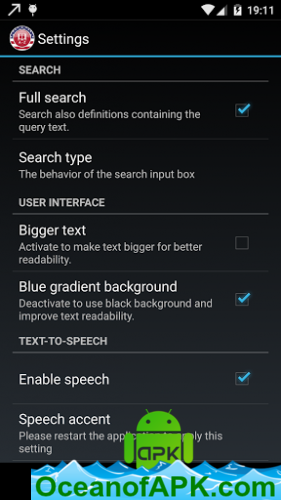 19:11
Settings
SEARCH
Full search
Search also definitions containing the
query text.
Search type
The behavior of the search input box
USER INTERFACE
Bigger text
Activate to make text bigger for better
readability.
Blue gradient background
Deactivate to use black background and
improve text readability.
TEXT-TO-SPEECH
Enable speech
Speech accent
Please restart the application to apply this
setting
apk
OceanofAPK.com